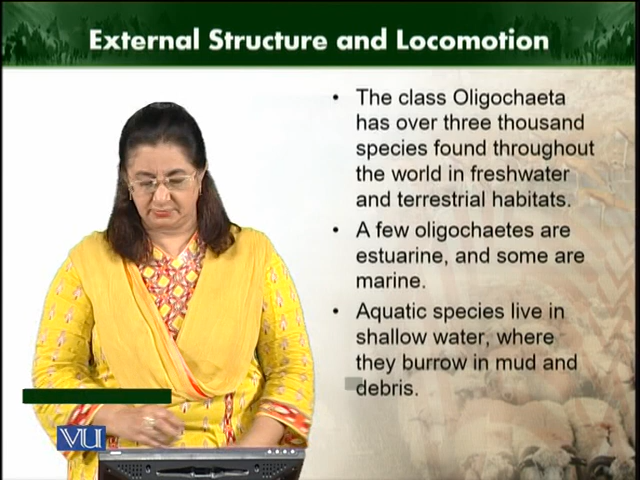 External Structure and Locomotion
• The class Oligochaeta
has over three thousand
species found throughout
the world in freshwater
and terrestrial habitats.
• A few oligochaetes are
estuarine, and some are
marine.
• Aquatic species live in
shallow water, where
they burrow in mud and
debris.
VU